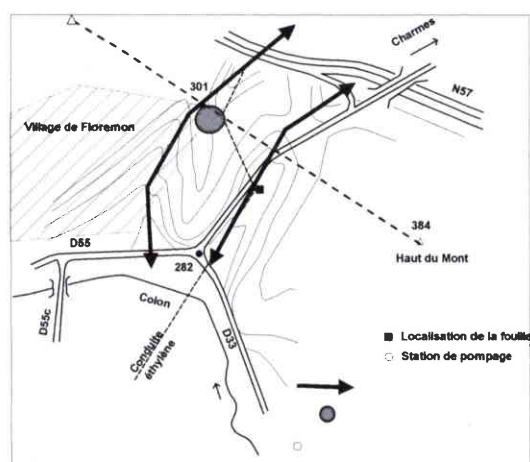 Charmes
N57
301
Village de Floremon
384
Haut du Mont
D55
282
Colon
D55c
D33
Conduite
éthylène
Localisation de la fouille
Station de pompage